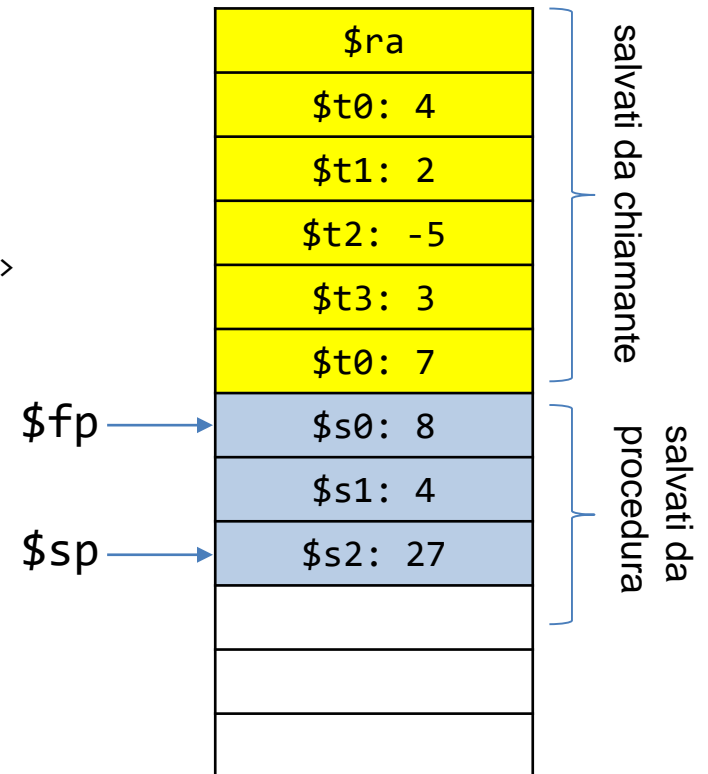 $ra
$t0: 4
$t1: 2
$t2: -5
>
$t3: 3
$t0: 7
salvati da chiamante
$fp
$s0: 8
$s1: 4
$sp
$s2: 27
salvati da
procedura